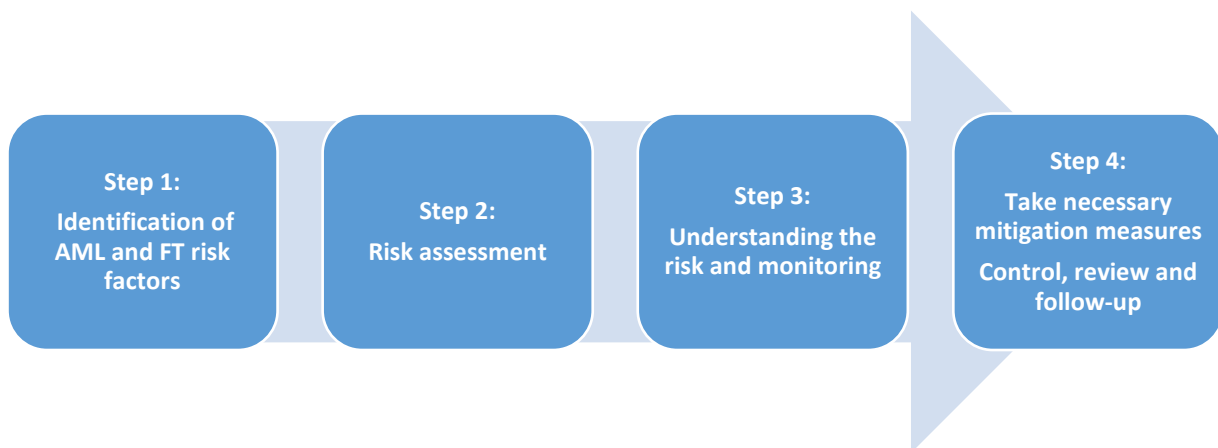 Step 1:
Identification of
AML and FT risk
factors
Step 2:
Risk assessment
Step 3:
Understanding the
risk and monitoring
Step 4:
Take necessary
mitigation measures
Control, review and
follow-up